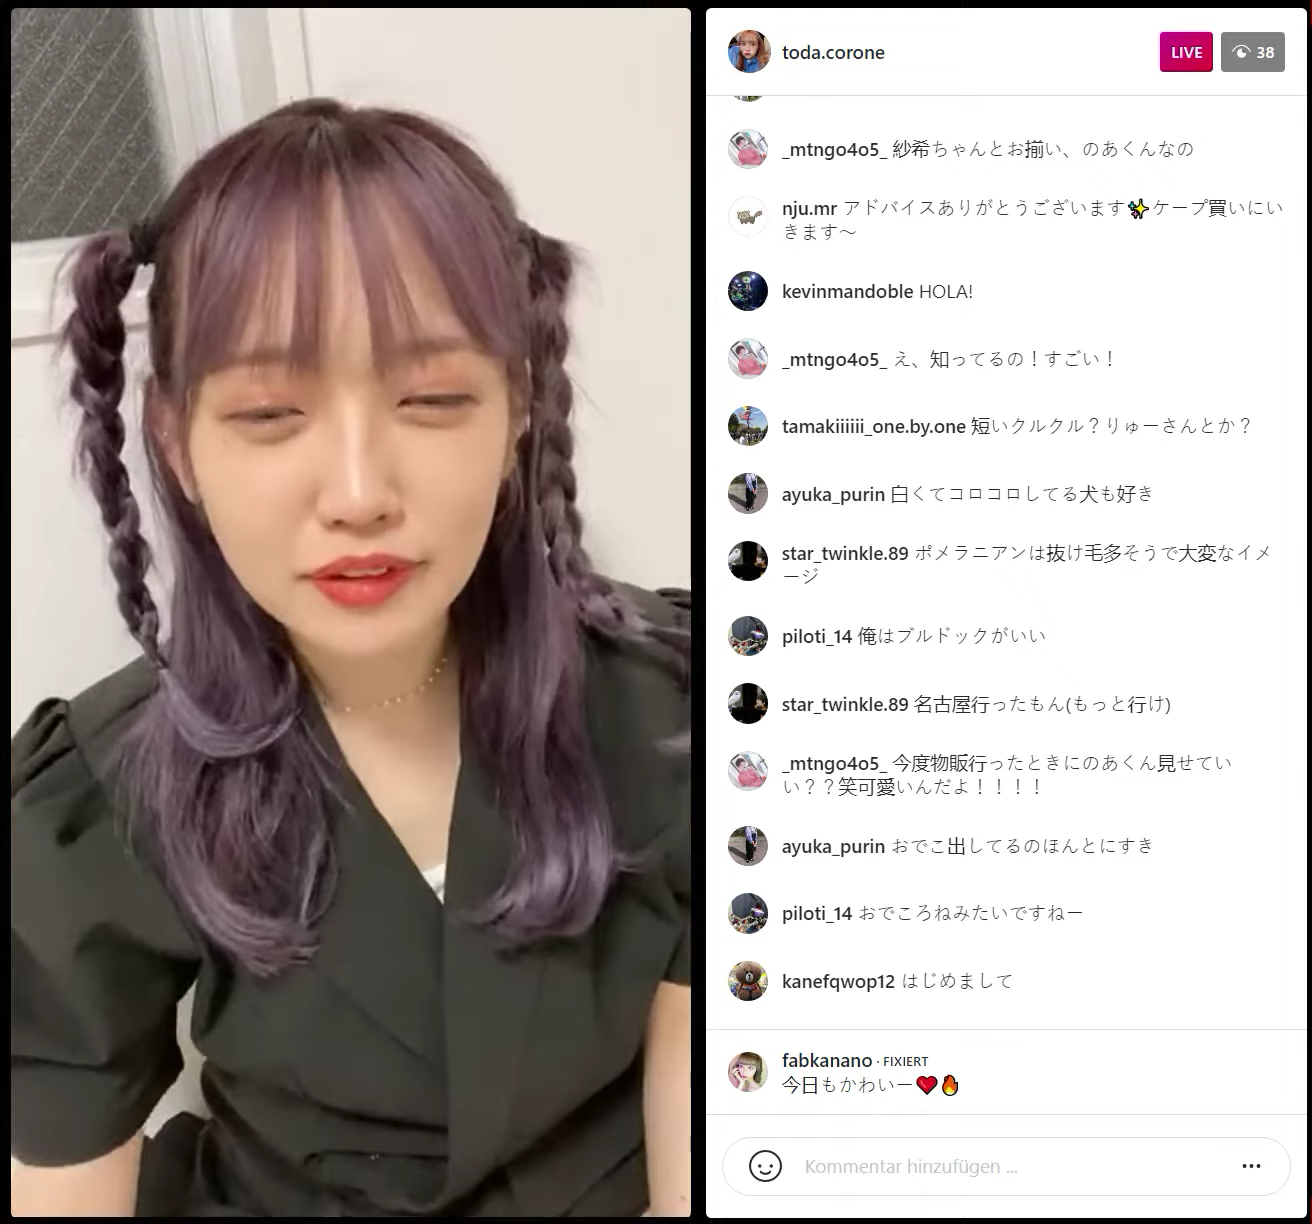 toda.corone
LIVE
38
_mtngo4o5_ 紗希ちゃんとお揃い、のあくんなの
nju.mr アドバイスありがとうございます✨ケープ買いにい
きます〜
kevinmandoble HOLA!
_mtngo4o5_ え、知ってるの！すごい！
tamakiiiiii_one.by.one 短いクルクル？りゅーさんとか？
ayuka_purin 白くてコロコロしてる犬も好き
star_twinkle.89 ポメラニアンは抜け毛多そうで大変なイメ
ージ
piloti_14 俺はブルドックがいい
star_twinkle.89 名古屋行ったもん(もっと行け)
_mtngo4o5_ 今度物販行ったときにのあくん見せてい
い？？笑可愛いんだよ！！！！
ayuka_purin おでこ出してるのほんとにすき
piloti_14 おでころねみたいですねー
kanefqwop12 はじめまして
fabkanano · FIXIERT
今日もかわいー❤️🔥
Kommentar hinzufügen ...